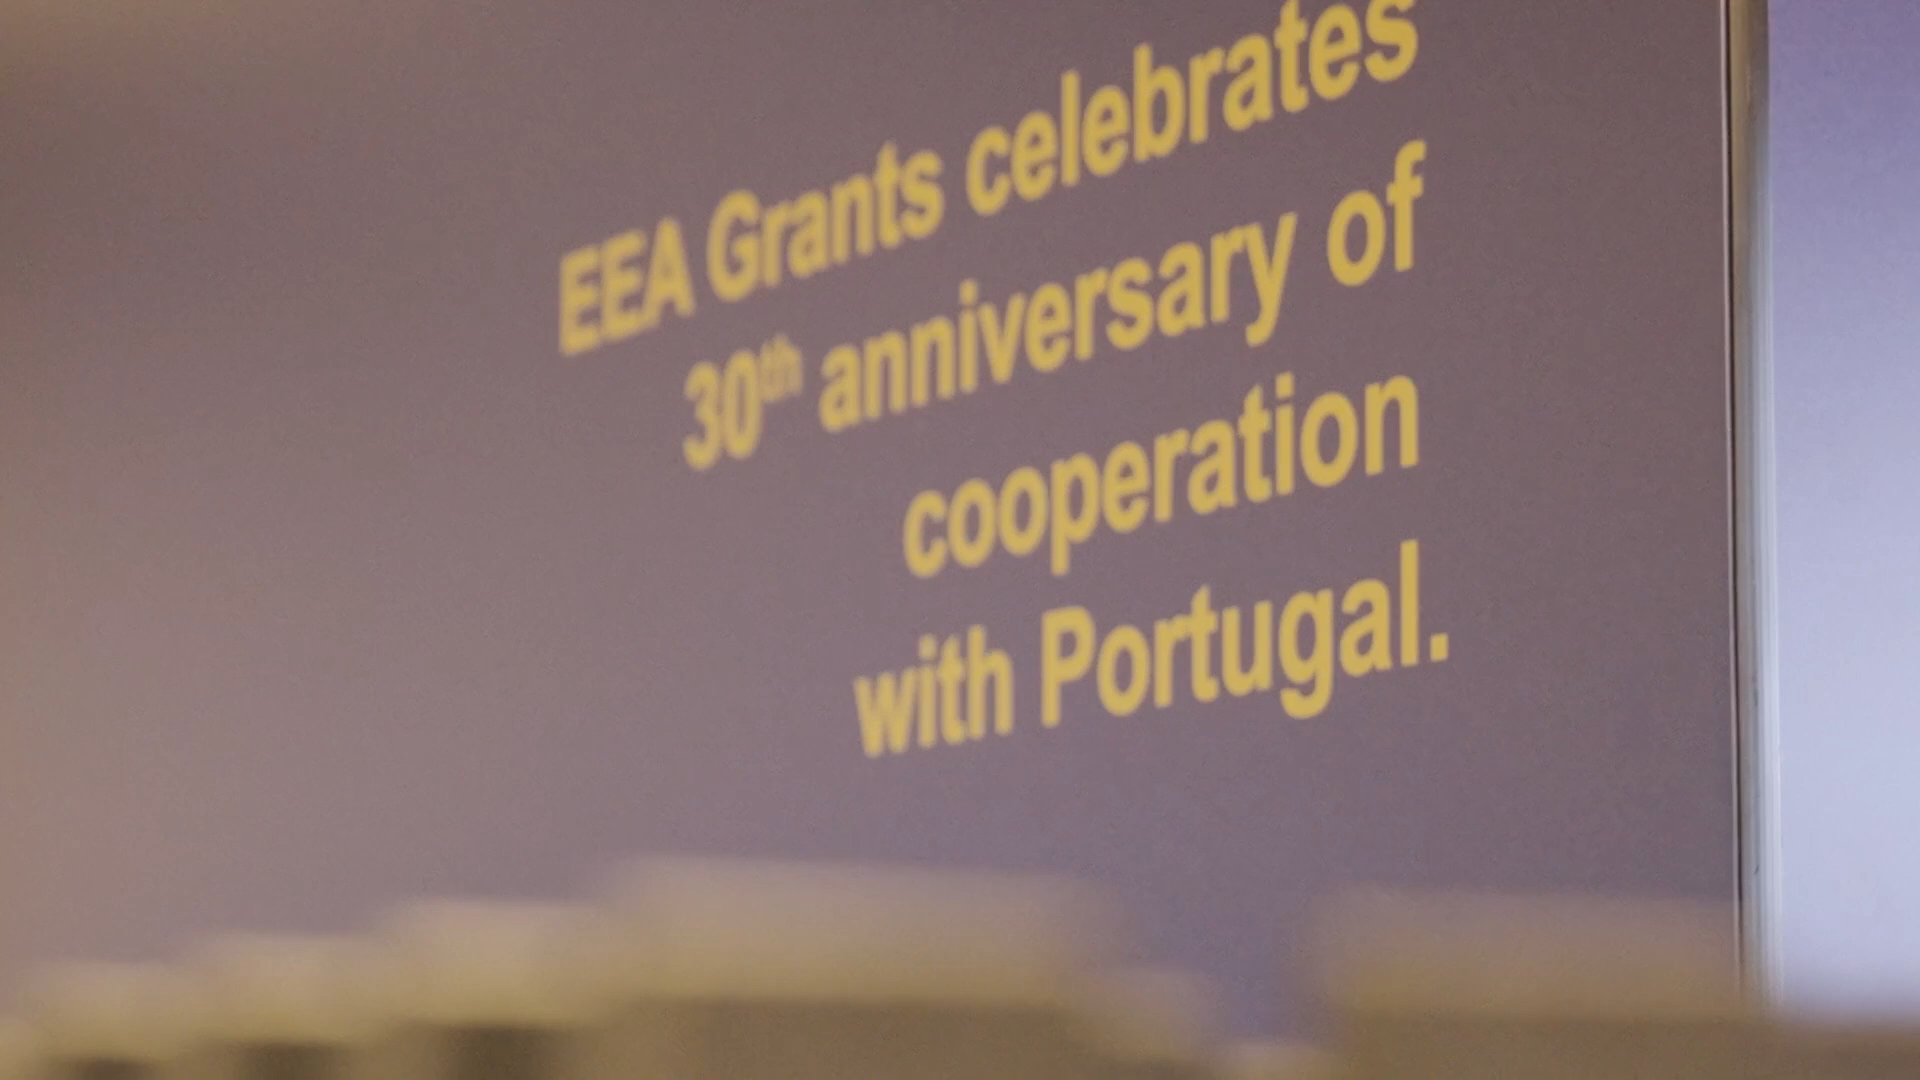 EEA Grants celebrates
30th anniversary of
cooperation
with Portugal.